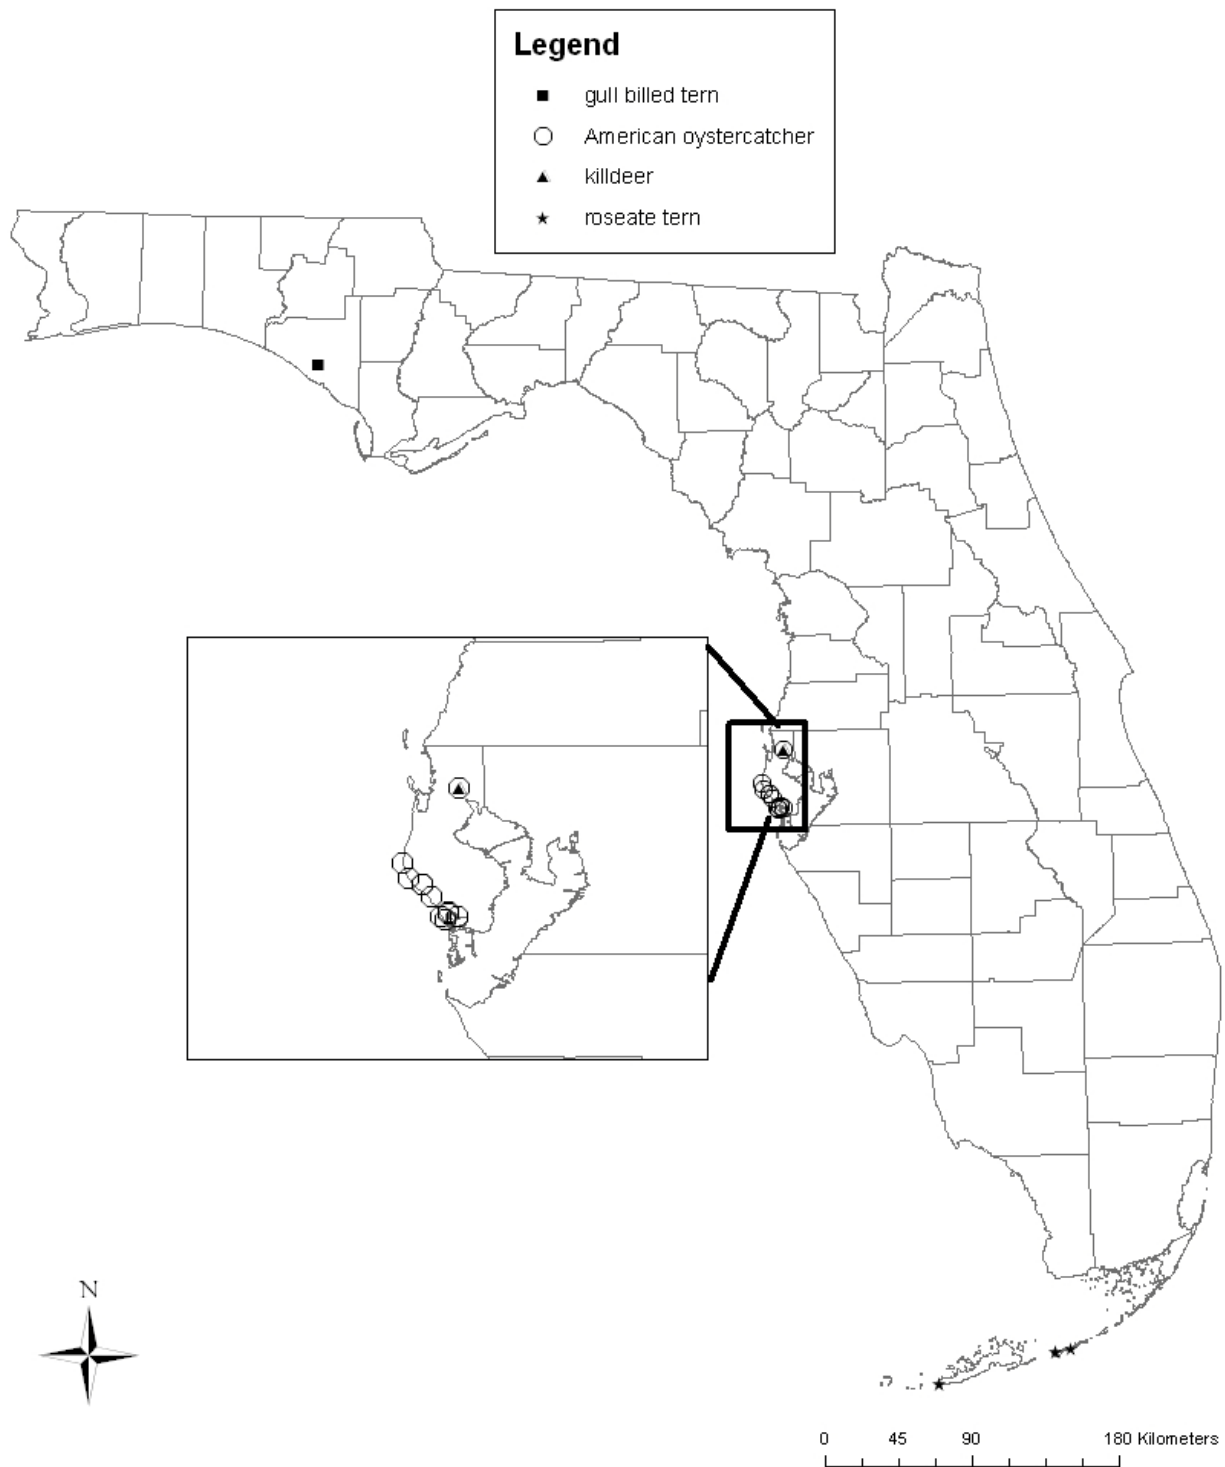 Legend
gull billed tern
American oystercatcher
killdeer
roseate tern
N
0 45 90 180 Kilometers